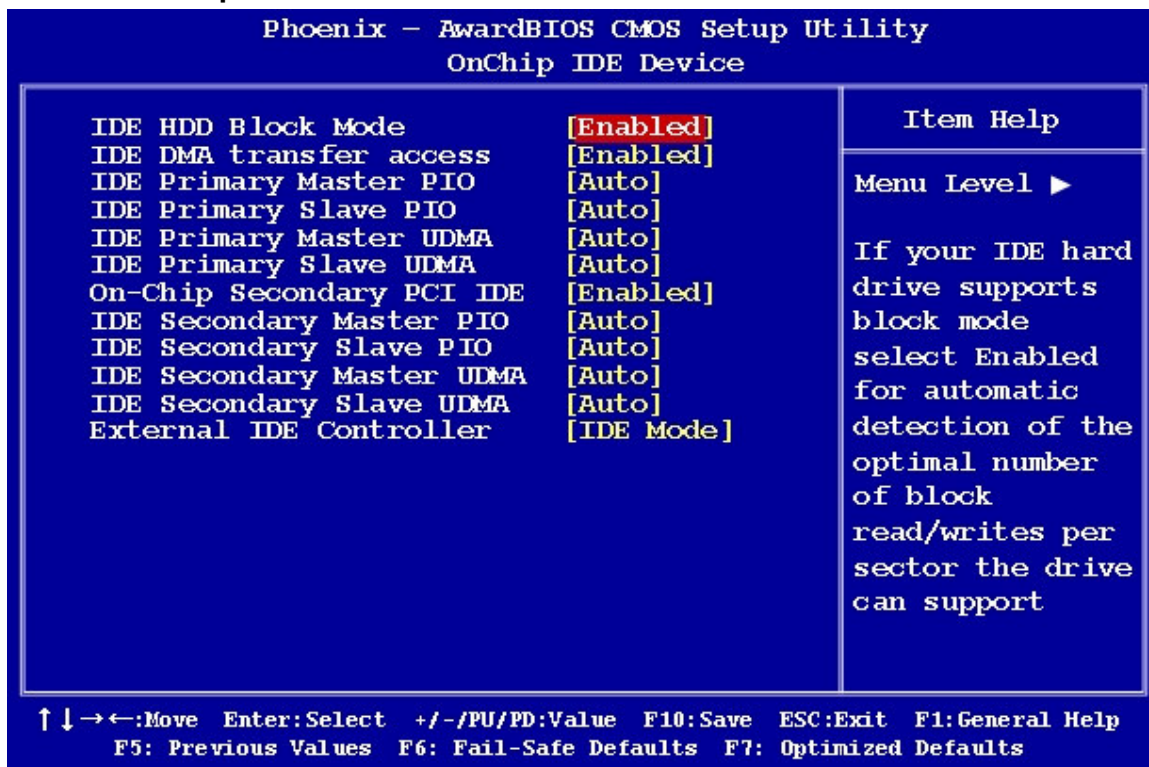 Phoenix – AwardBIOS CMOS Setup Utility
OnChip IDE Device
IDE HDD Block Mode [Enabled]
IDE DMA transfer access [Enabled]
IDE Primary Master PIO [Auto]
IDE Primary Slave PIO [Auto]
IDE Primary Master UDMA [Auto]
IDE Primary Slave UDMA [Auto]
On-Chip Secondary PCI IDE [Enabled]
IDE Secondary Master PIO [Auto]
IDE Secondary Slave PIO [Auto]
IDE Secondary Master UDMA [Auto]
IDE Secondary Slave UDMA [Auto]
External IDE Controller [IDE Mode]
Item Help
Menu Level ▶
If your IDE hard
drive supports
block mode
select Enabled
for automatic
detection of the
optimal number
of block
read/writes per
sector the drive
can support
↑↓→←:Move Enter:Select +/-/PU/PD:Value F10:Save ESC:Exit F1:General Help
F5: Previous Values F6: Fail-Safe Defaults F7: Optimized Defaults